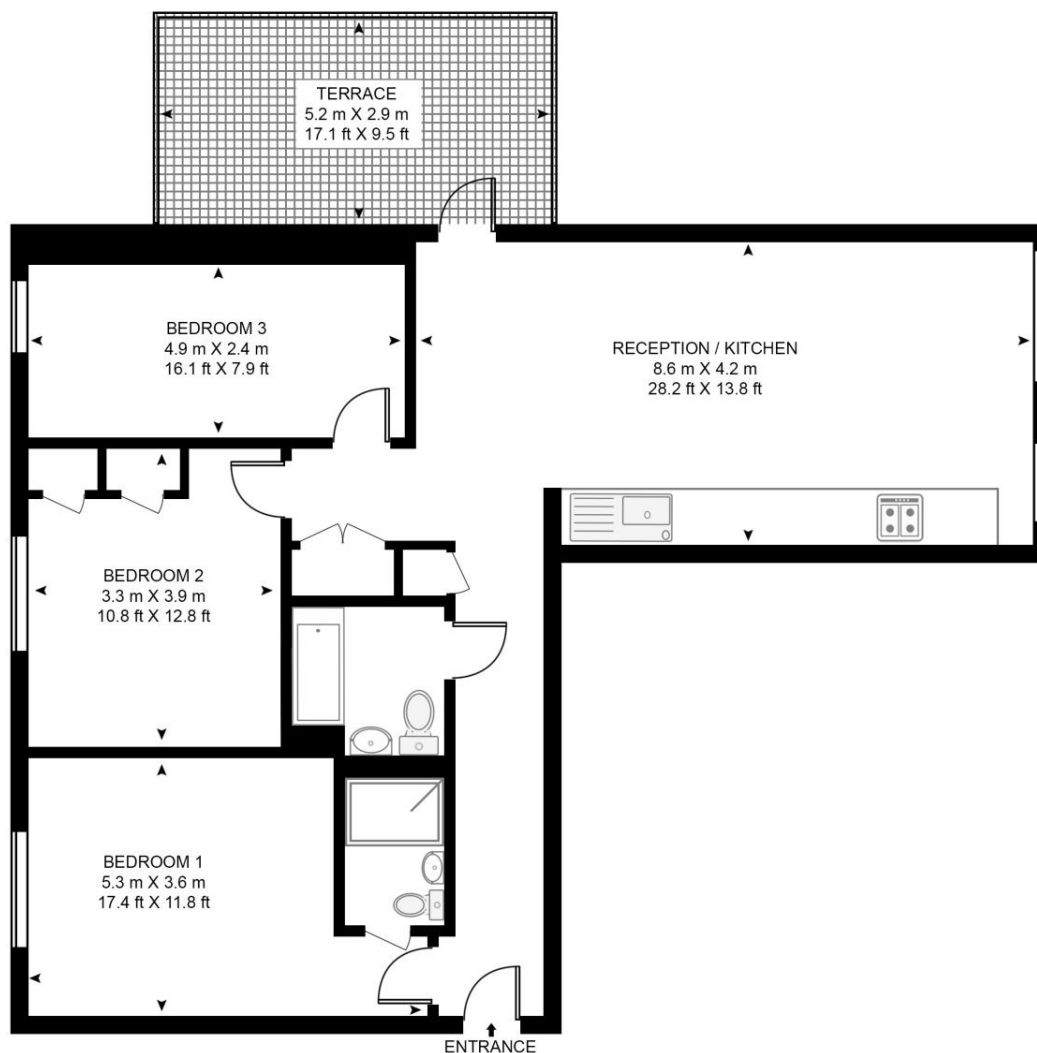 TERRACE
5.2 m X 2.9 m
17.1 ft X 9.5 ft
BEDROOM 3
4.9 m X 2.4 m
16.1 ft X 7.9 ft
RECEPTION / KITCHEN
8.6 m X 4.2 m
28.2 ft X 13.8 ft
BEDROOM 2
3.3 m X 3.9 m
10.8 ft X 12.8 ft
BEDROOM 1
5.3 m X 3.6 m
17.4 ft X 11.8 ft
ENTRANCE